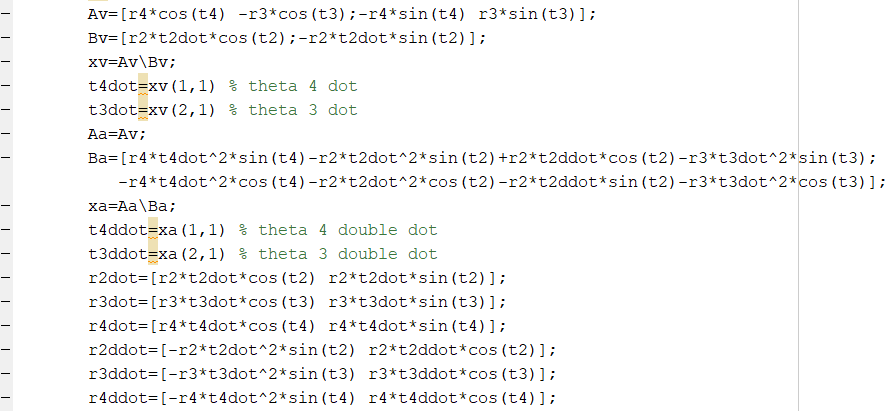 Av=[r4*cos(t4) -r3*cos(t3);-r4*sin(t4) r3*sin(t3)];
Bv=[r2*t2dot*cos(t2);-r2*t2dot*sin(t2)];
xv=Av\Bv;
t4dot=xv(1,1) % theta 4 dot
t3dot=xv(2,1) % theta 3 dot
Aa=Av;
Ba=[r4*t4dot^2*sin(t4)-r2*t2dot^2*sin(t2)+r2*t2ddot*cos(t2)-r3*t3dot^2*sin(t3);
-r4*t4dot^2*cos(t4)-r2*t2dot^2*cos(t2)-r2*t2ddot*sin(t2)-r3*t3dot^2*cos(t3)];
xa=Aa\Ba;
t4ddot=xa(1,1) % theta 4 double dot
t3ddot=xa(2,1) % theta 3 double dot
r2dot=[r2*t2dot*cos(t2) r2*t2dot*sin(t2)];
r3dot=[r3*t3dot*cos(t3) r3*t3dot*sin(t3)];
r4dot=[r4*t4dot*cos(t4) r4*t4dot*sin(t4)];
r2ddot=[-r2*t2dot^2*sin(t2) r2*t2ddot*cos(t2)];
r3ddot=[-r3*t3dot^2*sin(t3) r3*t3ddot*cos(t3)];
r4ddot=[-r4*t4dot^2*sin(t4) r4*t4ddot*cos(t4)];